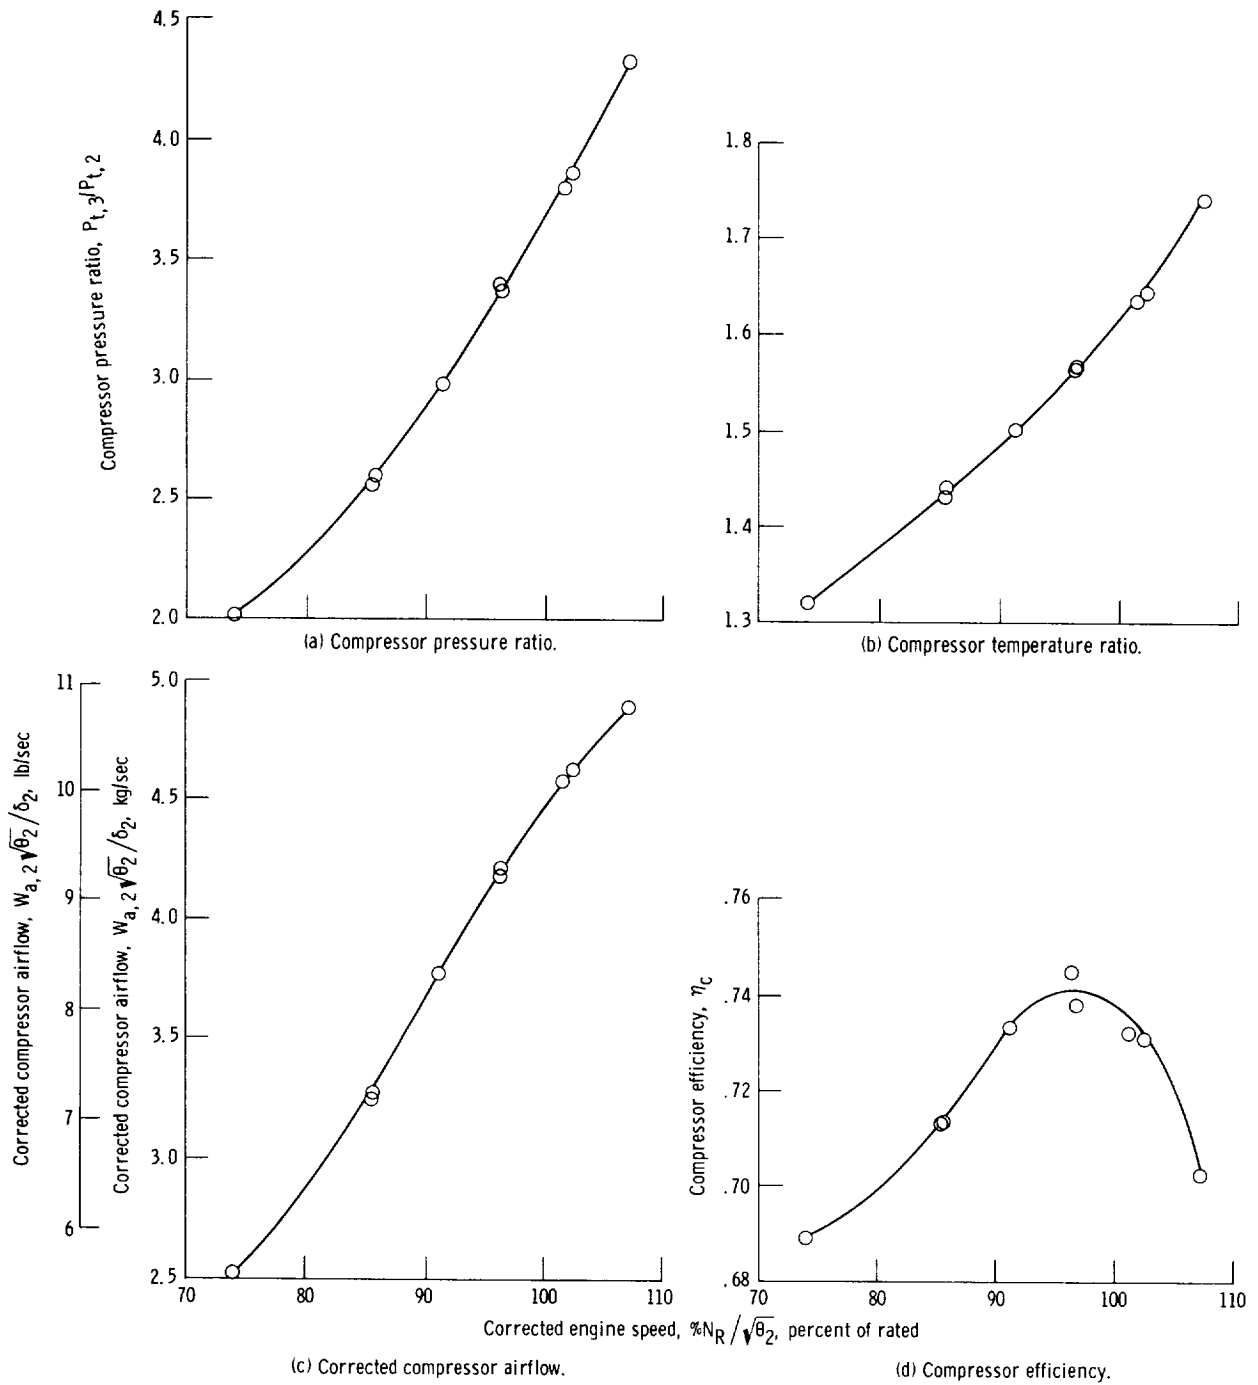 4.5
4.0
3.5
3.0
2.5
2.0
Compressor pressure ratio, P_t,3/P_t,2
(a) Compressor pressure ratio.
1.8
1.7
1.6
1.5
1.4
1.3
(b) Compressor temperature ratio.
11
10
9
8
7
6
Corrected compressor airflow, W_a,2√θ_2/δ_2, lb/sec
5.0
4.5
4.0
3.5
3.0
2.5
Corrected compressor airflow, W_a,2√θ_2/δ_2, kg/sec
70 80 90 100 110
.76
.74
.72
.70
.68
Compressor efficiency, η_c
70 80 90 100 110
Corrected engine speed, %N_R/√θ_2, percent of rated
(c) Corrected compressor airflow.
(d) Compressor efficiency.